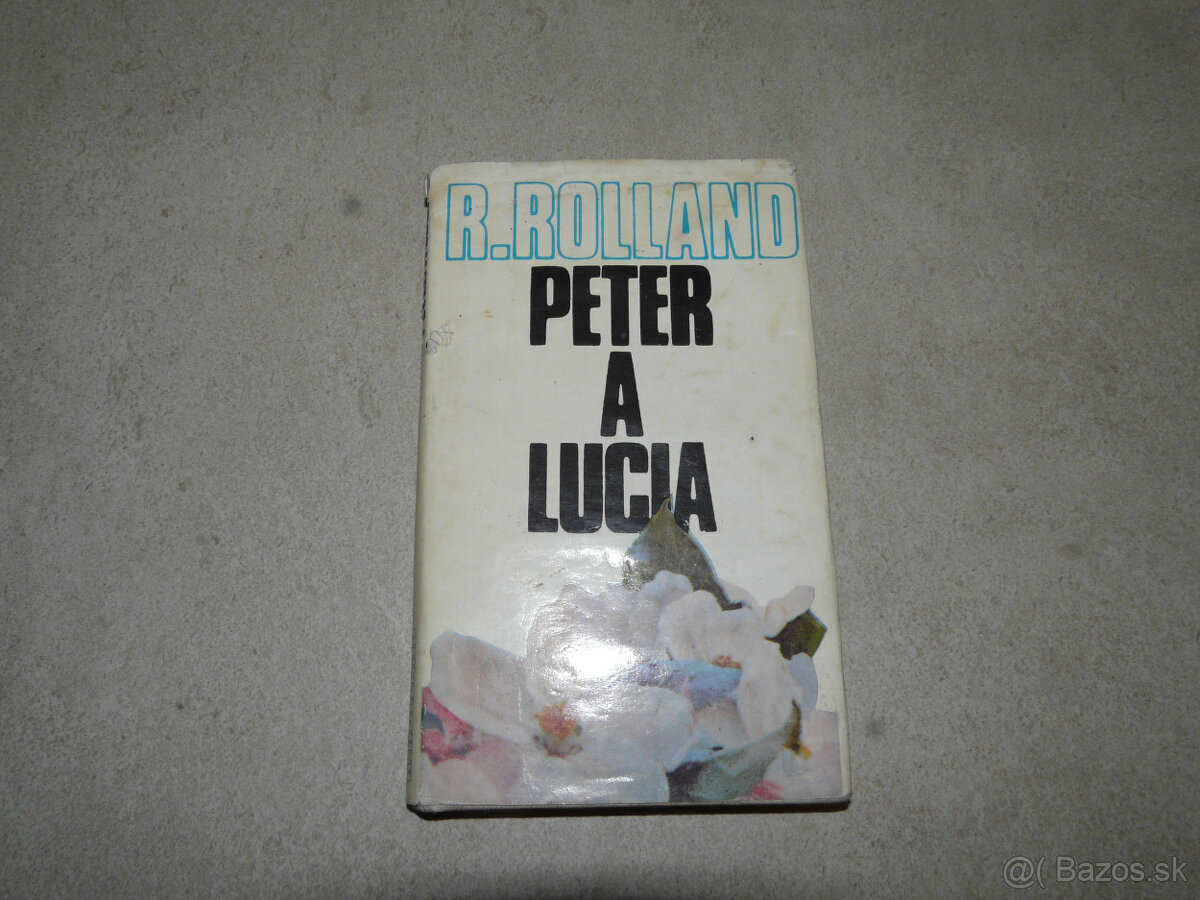 R.ROLLAND
PETER
A
LUCIA
@( Bazos.sk